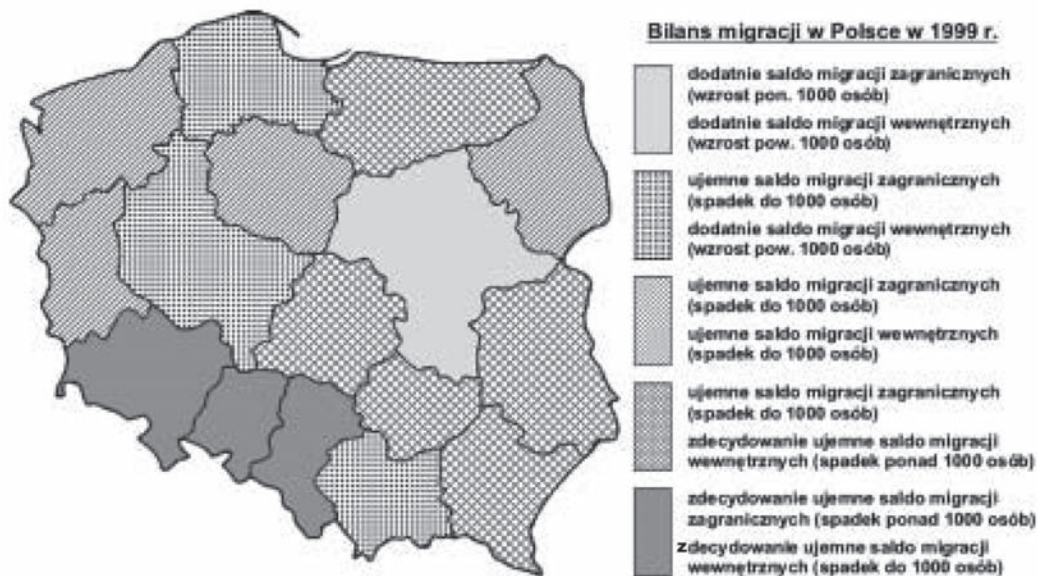 Bilans migracji w Polsce w 1999 r.
dodatnie saldo migracji zagranicznych
(wzrost pon. 1000 osób)
dodatnie saldo migracji wewnętrznych
(wzrost pow. 1000 osób)
ujemne saldo migracji zagranicznych
(spadek do 1000 osób)
dodatnie saldo migracji wewnętrznych
(wzrost pow. 1000 osób)
ujemne saldo migracji zagranicznych
(spadek do 1000 osób)
ujemne saldo migracji wewnętrznych
(spadek do 1000 osób)
ujemne saldo migracji zagranicznych
(spadek do 1000 osób)
zdecydowanie ujemne saldo migracji
wewnętrznych (spadek ponad 1000 osób)
zdecydowanie ujemne saldo migracji
zagranicznych (spadek ponad 1000 osób)
zdecydowanie ujemne saldo migracji
wewnętrznych (spadek do 1000 osób)